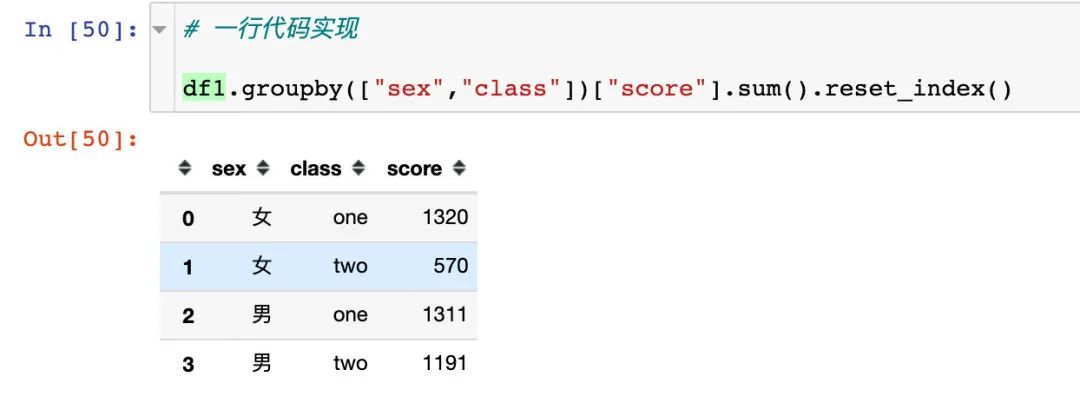 In [50]: # 一行代码实现
df1.groupby(["sex","class"])["score"].sum().reset_index()
Out[50]:
sex class score
0 女 one 1320
1 女 two 570
2 男 one 1311
3 男 two 1191